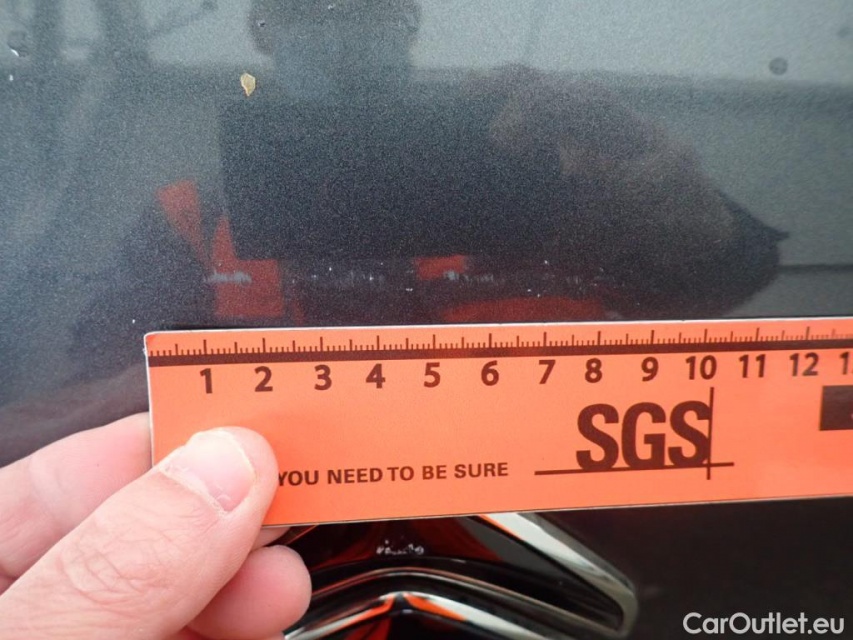 1 2 3 4 5 6 7 8 9 10 11 12
SGS
YOU NEED TO BE SURE
CarOutlet.eu